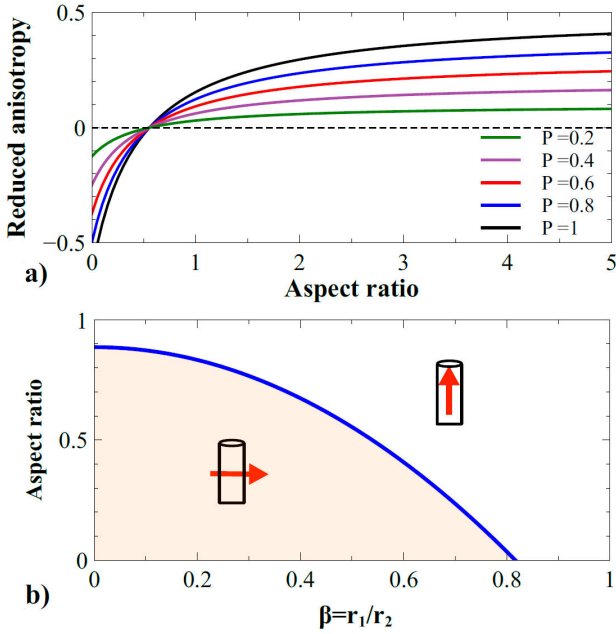 0.5
0
−0.5
Reduced anisotropy
P =0.2
P =0.4
P =0.6
P =0.8
P =1
0 1 2 3 4 5
a) Aspect ratio
1
0.5
0
Aspect ratio
0 0.2 0.4 0.6 0.8 1
b) β=r₁/r₂